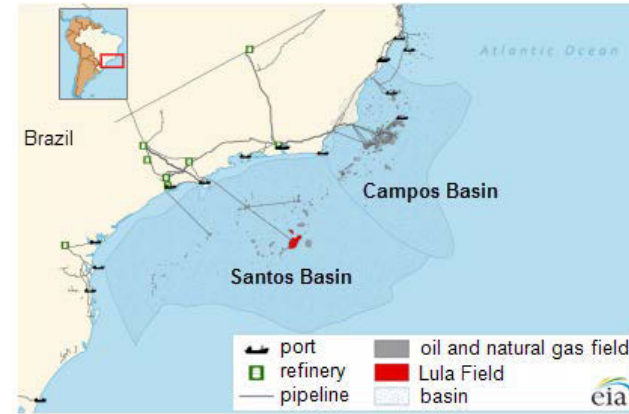 Atlantic Ocean
Brazil
Campos Basin
Santos Basin
port
oil and natural gas field
refinery
Lula Field
pipeline
basin
eia